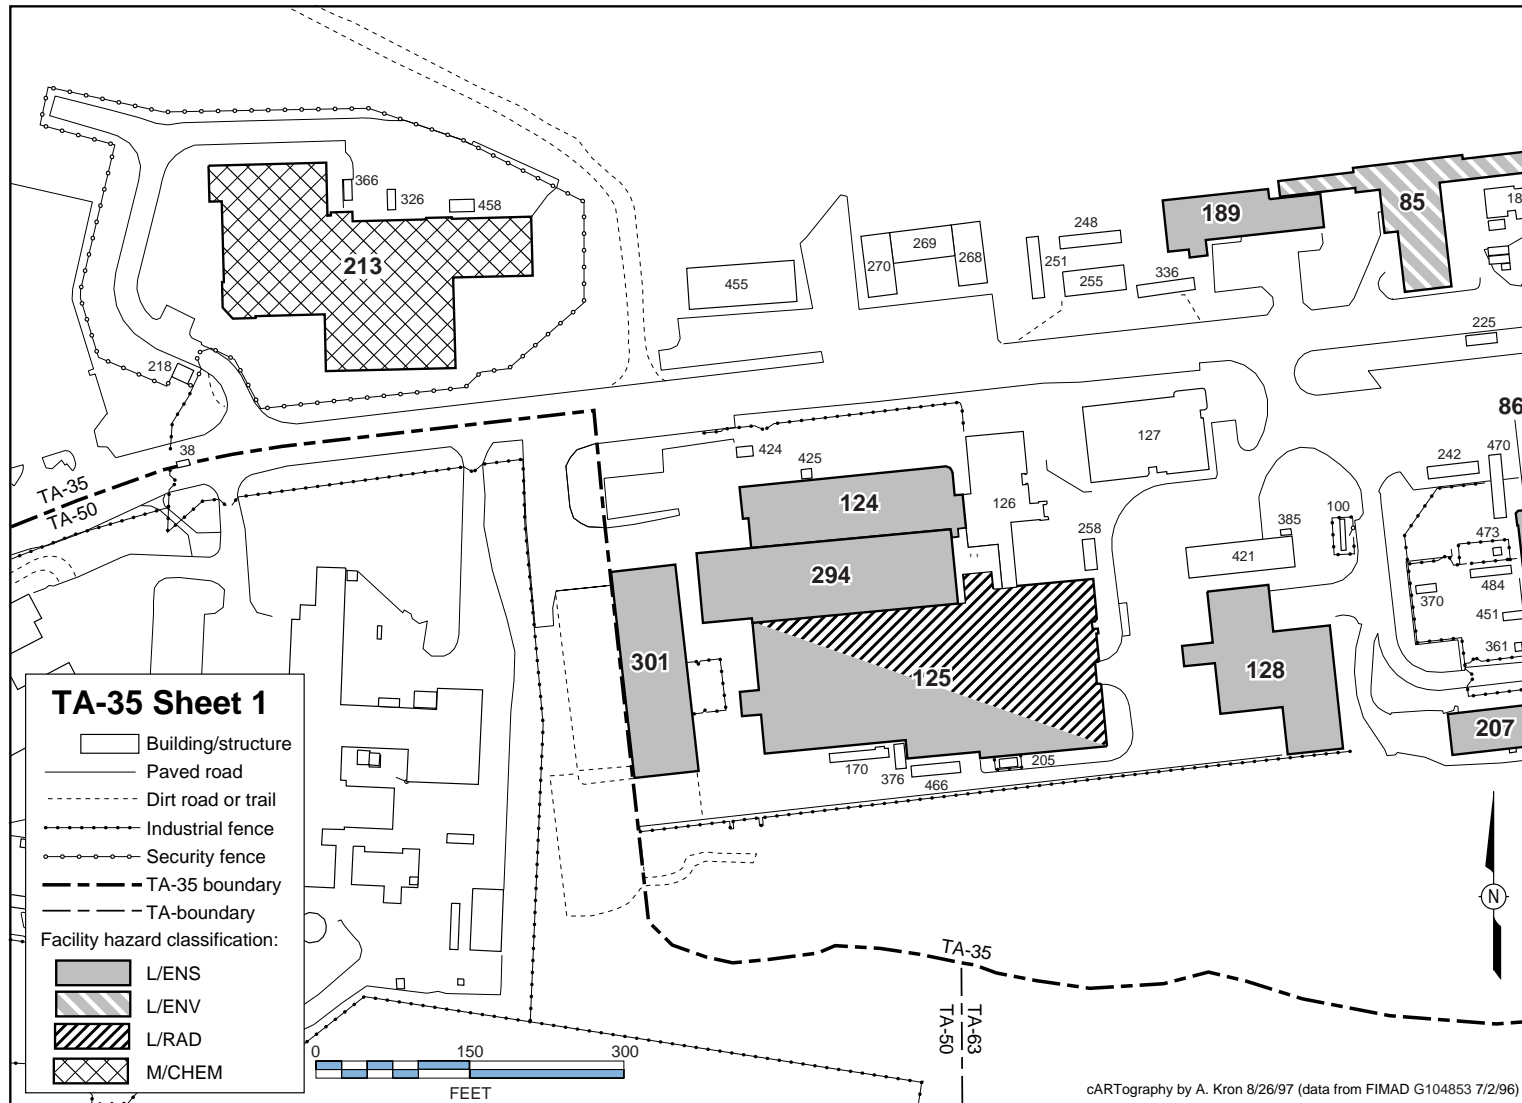 366
326
458
213
218
38
TA-35
TA-50
455
270
269
268
251
248
255
336
189
85
18
225
86
424
425
124
126
127
258
294
301
125
170
376
466
205
421
385
100
128
242
470
473
484
370
451
361
207
TA-35 Sheet 1
Building/structure
Paved road
Dirt road or trail
Industrial fence
Security fence
TA-35 boundary
TA-boundary
Facility hazard classification:
L/ENS
L/ENV
L/RAD
M/CHEM
0 150 300
FEET
TA-35
TA-50
TA-63
N
cARTography by A. Kron 8/26/97 (data from FIMAD G104853 7/2/96)